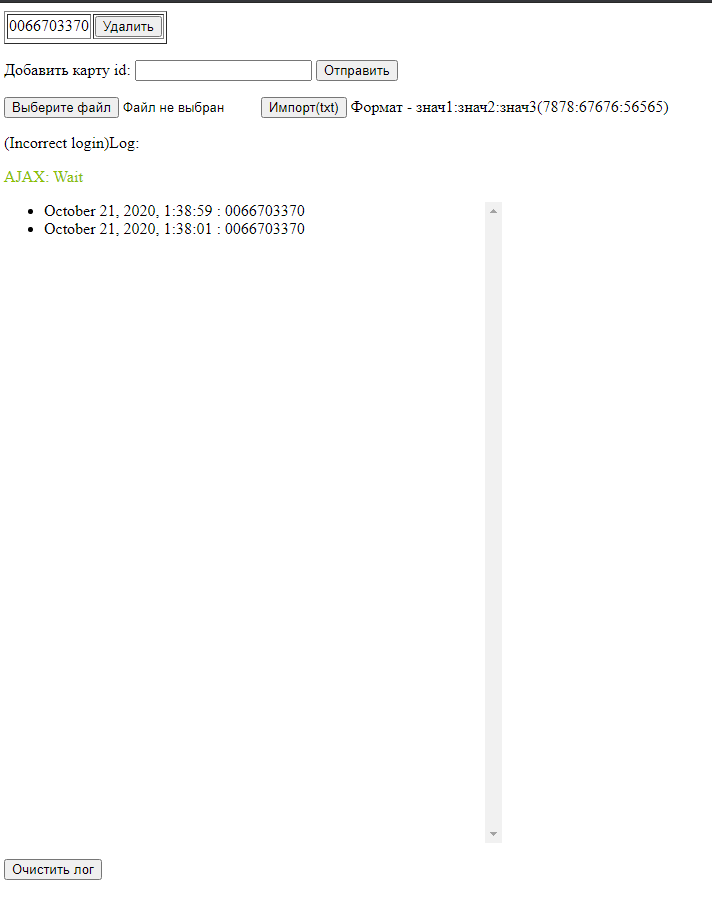 0066703370 Удалить
Добавить карту id: Отправить
Выберите файл Файл не выбран Импорт(txt) Формат - знач1:знач2:знач3(7878:67676:56565)
(Incorrect login)Log:
AJAX: Wait
October 21, 2020, 1:38:59 : 0066703370
October 21, 2020, 1:38:01 : 0066703370
Очистить лог